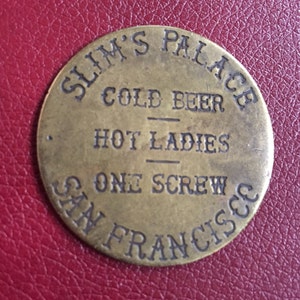 SLIM'S PALACE
COLD BEER
HOT LADIES
ONE SCREW
SAN FRANCISCO